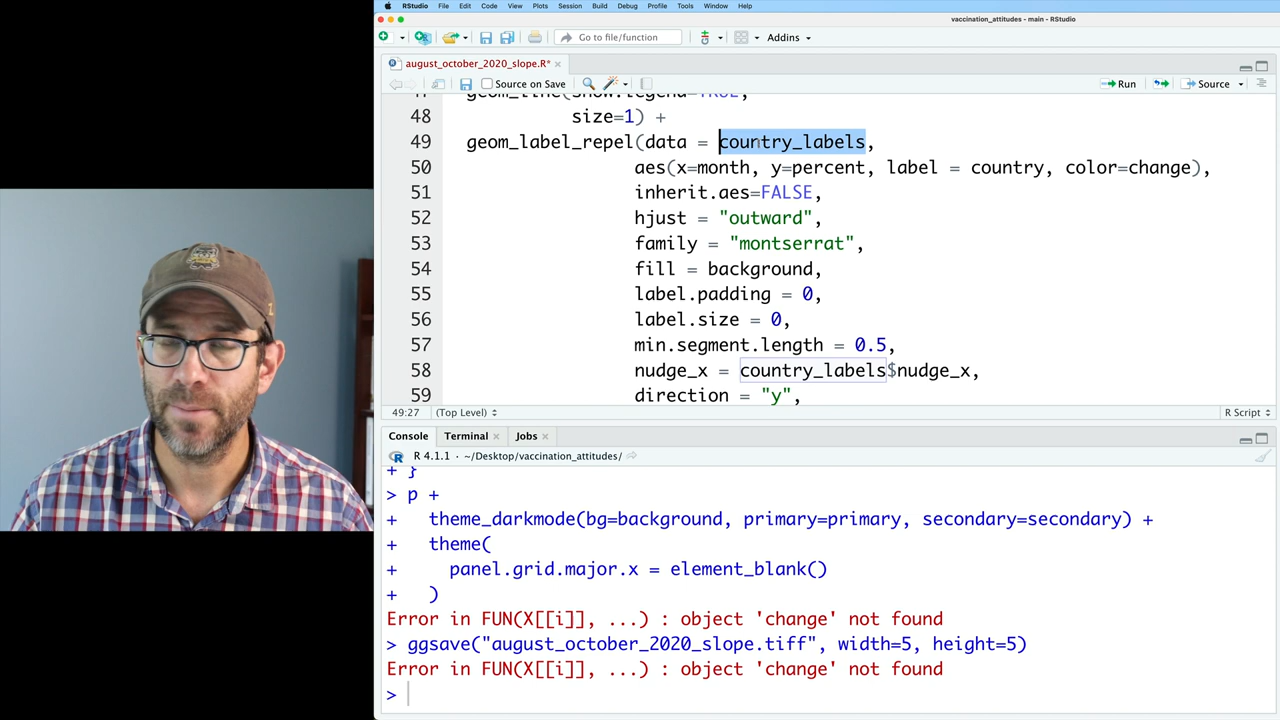 RStudio File Edit Code View Plots Session Build Debug Profile Tools Window Help
vaccination_attitudes - main - RStudio
Go to file/function Addins
august_october_2020_slope.R*
Source on Save Run Source
48 size=1) +
49 geom_label_repel(data = country_labels,
50 aes(x=month, y=percent, label = country, color=change),
51 inherit.aes=FALSE,
52 hjust = "outward",
53 family = "montserrat",
54 fill = background,
55 label.padding = 0,
56 label.size = 0,
57 min.segment.length = 0.5,
58 nudge_x = country_labels$nudge_x,
59 direction = "y",
49:27 (Top Level) R Script
Console Terminal Jobs
R 4.1.1 · ~/Desktop/vaccination_attitudes/
+ }
> p +
+ theme_darkmode(bg=background, primary=primary, secondary=secondary) +
+ theme(
+ panel.grid.major.x = element_blank()
+ )
Error in FUN(X[[i]], ...) : object 'change' not found
> ggsave("august_october_2020_slope.tiff", width=5, height=5)
Error in FUN(X[[i]], ...) : object 'change' not found
>